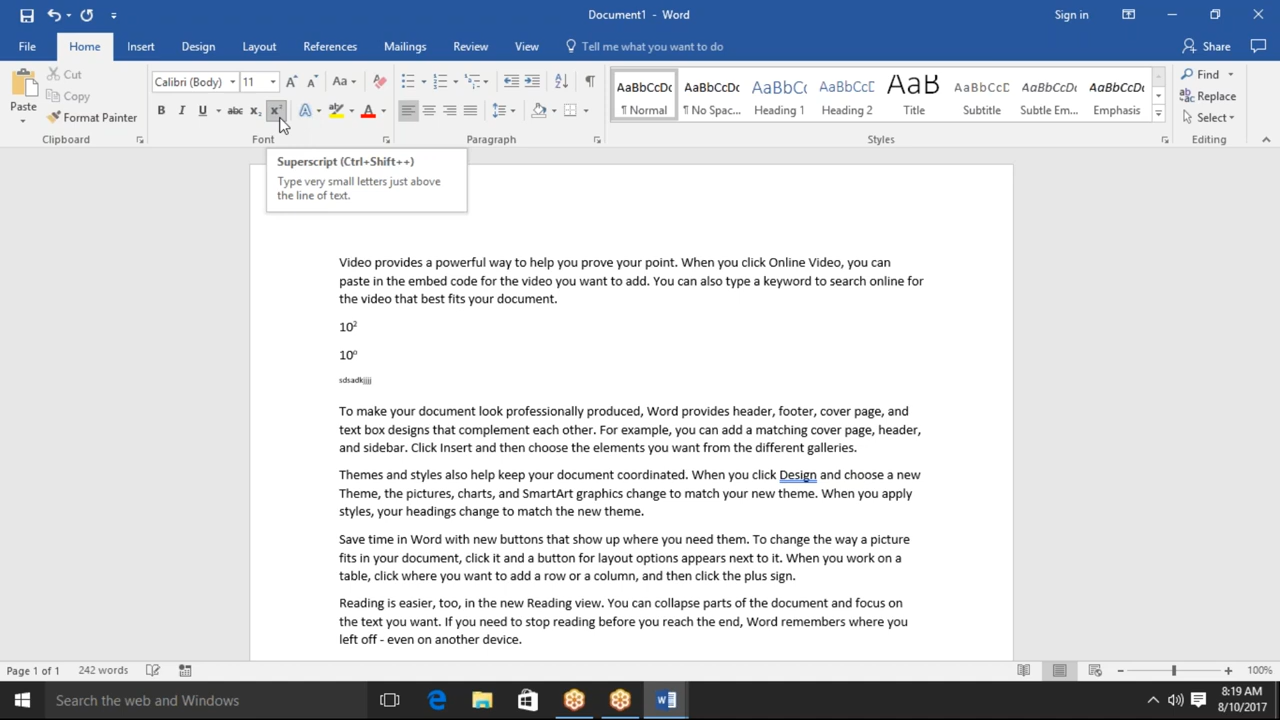 Document1 - Word
Sign in
File Home Insert Design Layout References Mailings Review View Tell me what you want to do
Share
Paste
Cut
Copy
Format Painter
Clipboard
Calibri (Body) 11
Aa
B I U abc x₂ x² A ab A
Font
Paragraph
AaBbCcDc ¶ Normal
AaBbCcDc ¶ No Spac...
AaBbCc Heading 1
AaBbCcD Heading 2
AaB Title
AaBbCcD Subtitle
AaBbCcDc Subtle Em...
AaBbCcDc Emphasis
Styles
Find
Replace
Select
Editing
Superscript (Ctrl+Shift++)
Type very small letters just above
the line of text.
Video provides a powerful way to help you prove your point. When you click Online Video, you can
paste in the embed code for the video you want to add. You can also type a keyword to search online for
the video that best fits your document.
10²
10º
sdsadkjjjj
To make your document look professionally produced, Word provides header, footer, cover page, and
text box designs that complement each other. For example, you can add a matching cover page, header,
and sidebar. Click Insert and then choose the elements you want from the different galleries.
Themes and styles also help keep your document coordinated. When you click Design and choose a new
Theme, the pictures, charts, and SmartArt graphics change to match your new theme. When you apply
styles, your headings change to match the new theme.
Save time in Word with new buttons that show up where you need them. To change the way a picture
fits in your document, click it and a button for layout options appears next to it. When you work on a
table, click where you want to add a row or a column, and then click the plus sign.
Reading is easier, too, in the new Reading view. You can collapse parts of the document and focus on
the text you want. If you need to stop reading before you reach the end, Word remembers where you
left off - even on another device.
Page 1 of 1 242 words
100%
Search the web and Windows
8:19 AM
8/10/2017